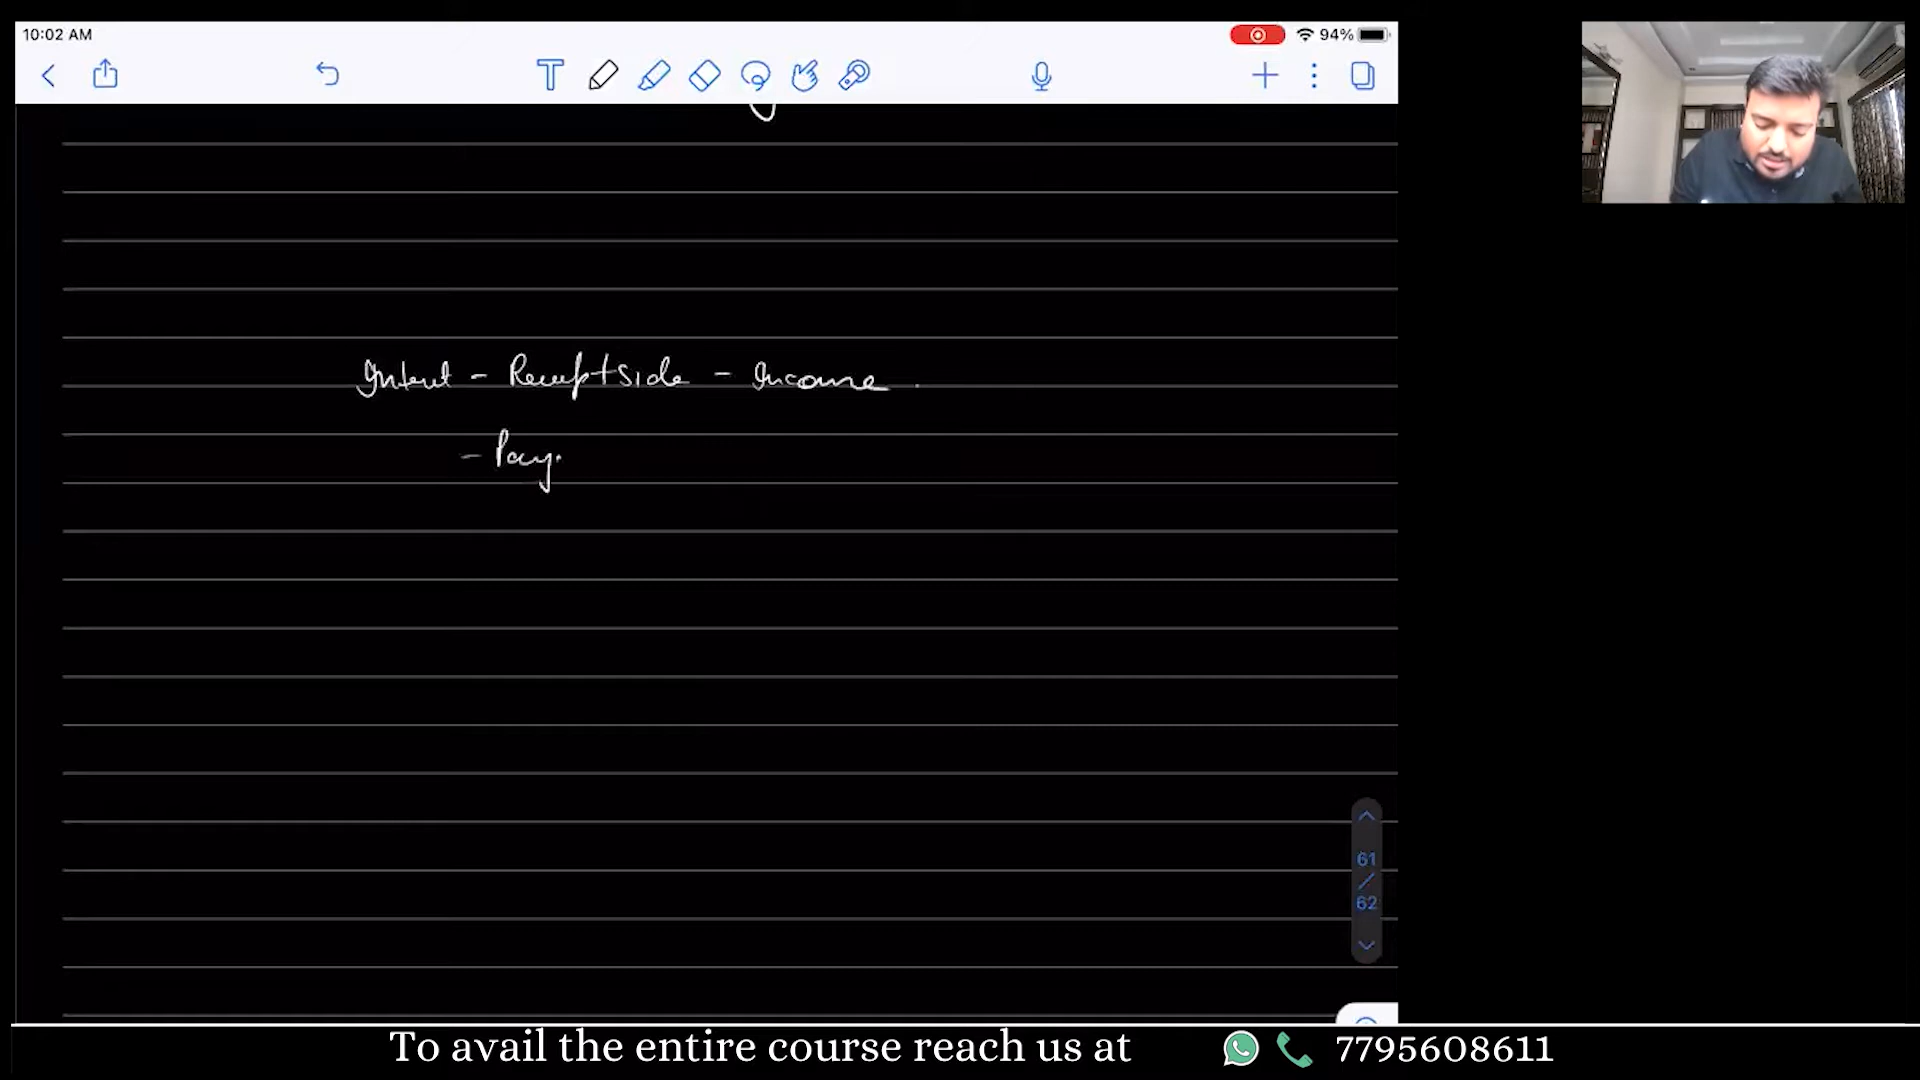 10:02 AM
94%
Interest - Receipt Side - Income .
- Pay.
61
/
62
To avail the entire course reach us at 7795608611